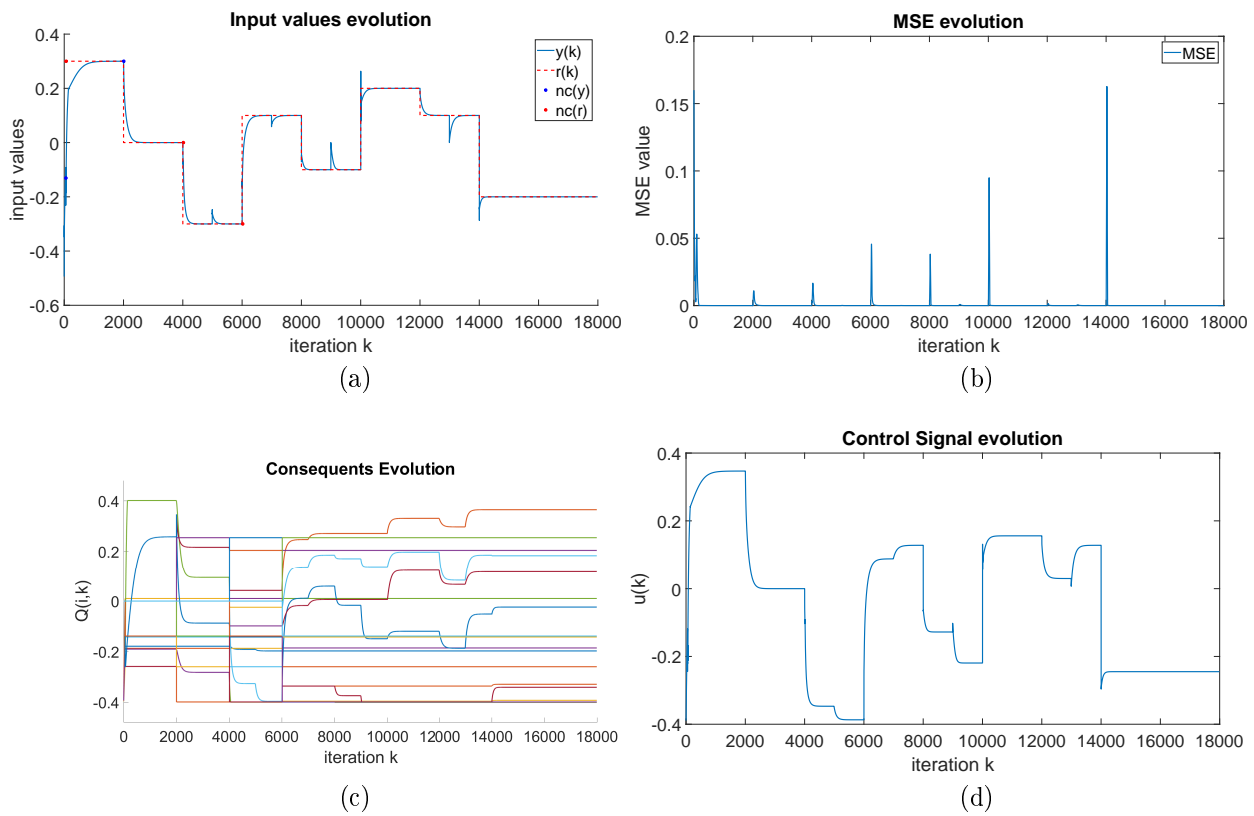 Input values evolution
0.4
0.2
0
-0.2
-0.4
-0.6
input values
y(k)
r(k)
nc(y)
nc(r)
0 2000 4000 6000 8000 10000 12000 14000 16000 18000
iteration k
(a)
MSE evolution
0.2
0.15
0.1
0.05
0
MSE value
MSE
0 2000 4000 6000 8000 10000 12000 14000 16000 18000
iteration k
(b)
Consequents Evolution
0.4
0.2
0
-0.2
-0.4
Q(i,k)
0 2000 4000 6000 8000 10000 12000 14000 16000 18000
iteration k
(c)
Control Signal evolution
0.4
0.2
0
-0.2
-0.4
u(k)
0 2000 4000 6000 8000 10000 12000 14000 16000 18000
iteration k
(d)